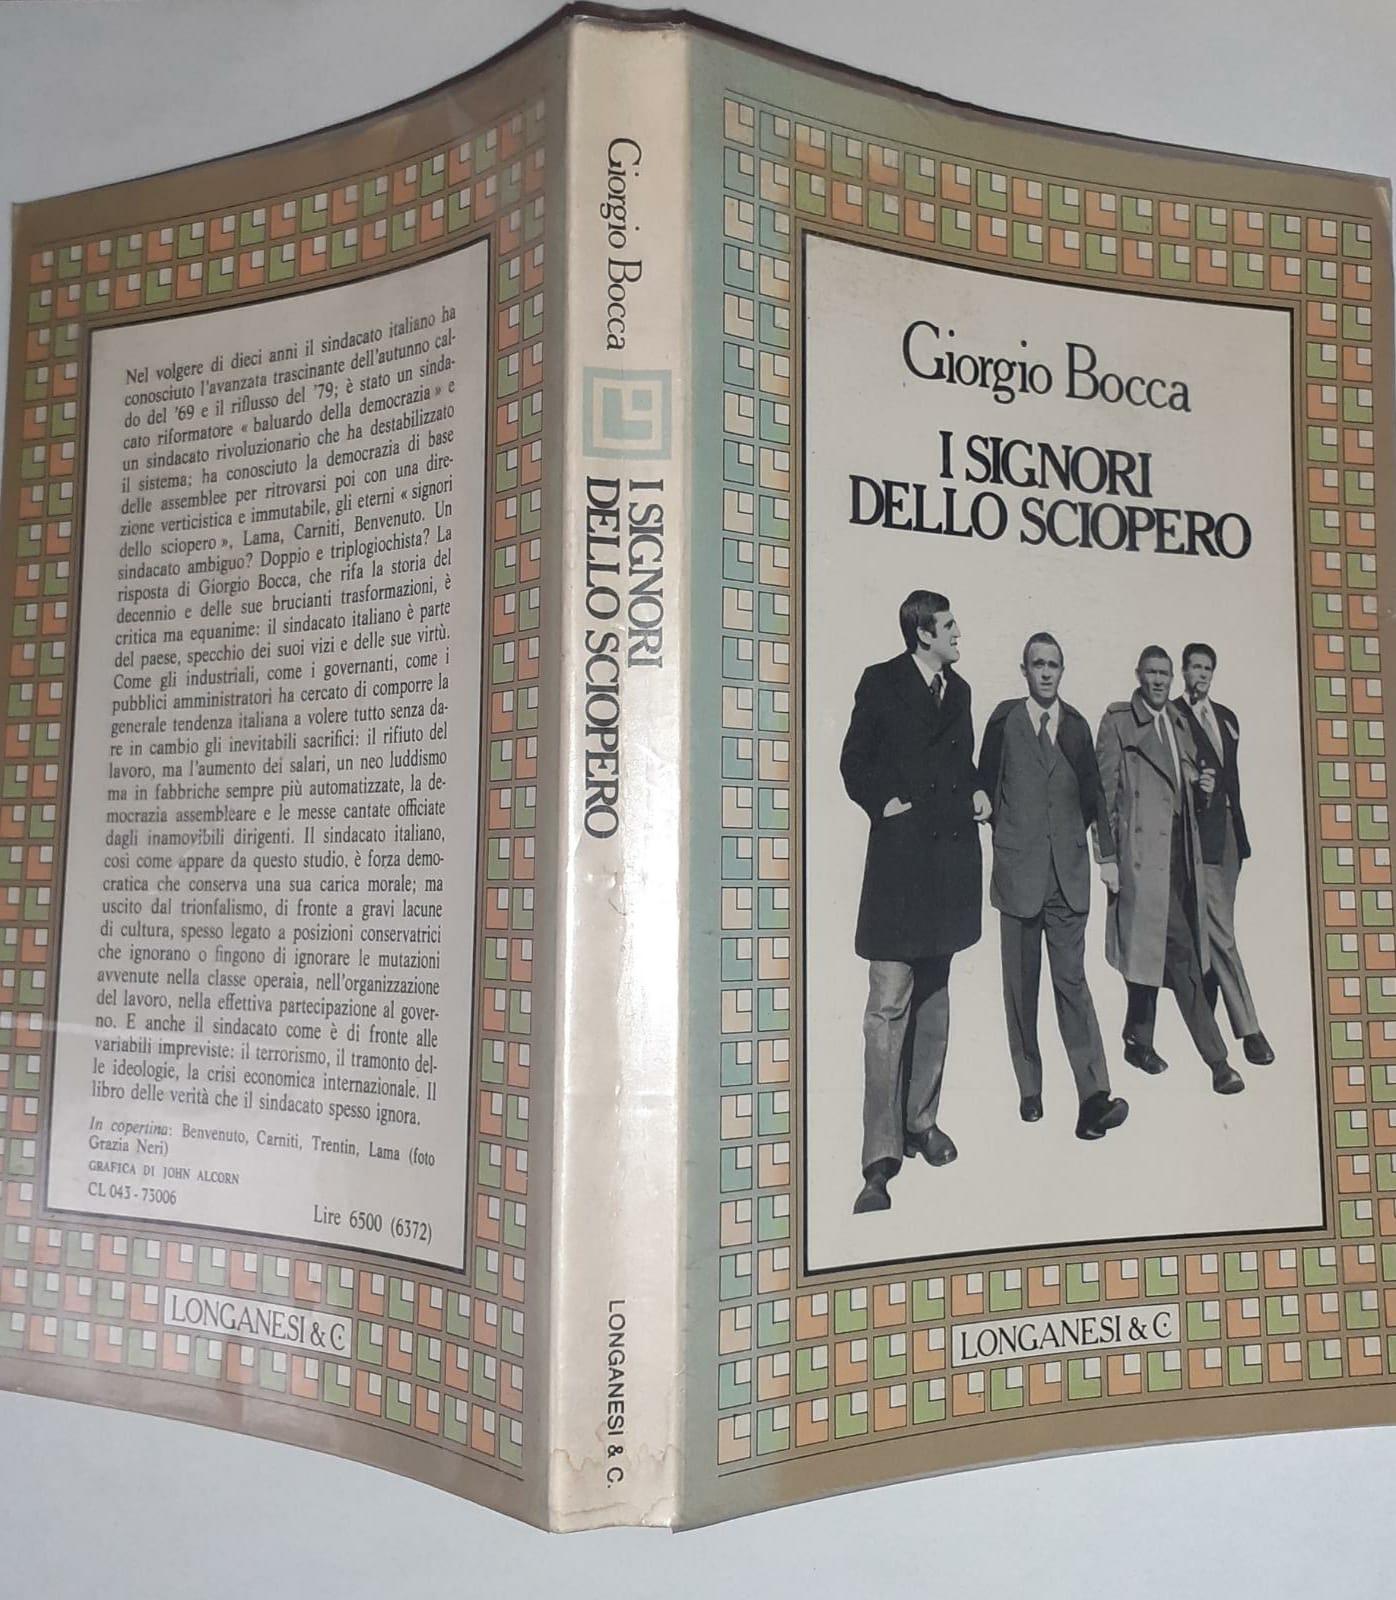 Nel volgere di dieci anni il sindacato italiano ha
conosciuto l'avanzata trascinante dell'autunno cal-
do del '69 e il riflusso del '79; è stato un sinda-
cato riformatore « baluardo della democrazia » e
un sindacato rivoluzionario che ha destabilizzato
il sistema; ha conosciuto la democrazia di base
delle assemblee per ritrovarsi poi con una dire-
zione verticistica e immutabile, gli eterni « signori
dello sciopero », Lama, Carniti, Benvenuto. Un
sindacato ambiguo? Doppio e triplogiochista? La
risposta di Giorgio Bocca, che rifa la storia del
decennio e delle sue brucianti trasformazioni, è
critica ma equanime: il sindacato italiano è parte
del paese, specchio dei suoi vizi e delle sue virtù.
Come gli industriali, come i governanti, come i
pubblici amministratori ha cercato di comporre la
generale tendenza italiana a volere tutto senza da-
re in cambio gli inevitabili sacrifici: il rifiuto del
lavoro, ma l'aumento dei salari, un neo luddismo
ma in fabbriche sempre più automatizzate, la de-
mocrazia assembleare e le messe cantate officiate
dagli inamovibili dirigenti. Il sindacato italiano,
così come appare da questo studio, è forza demo-
cratica che conserva una sua carica morale; ma
uscito dal trionfalismo, di fronte a gravi lacune
di cultura, spesso legato a posizioni conservatrici
che ignorano o fingono di ignorare le mutazioni
avvenute nella classe operaia, nell'organizzazione
del lavoro, nella effettiva partecipazione al gover-
no. E anche il sindacato come è di fronte alle
variabili impreviste: il terrorismo, il tramonto del-
le ideologie, la crisi economica internazionale. Il
libro delle verità che il sindacato spesso ignora.
In copertina: Benvenuto, Carniti, Trentin, Lama (foto
Grazia Neri)
GRAFICA DI JOHN ALCORN
CL 043 - 73006
Lire 6500 (6372)
LONGANESI & C.
Giorgio Bocca
I SIGNORI
DELLO SCIOPERO
LONGANESI & C.
Giorgio Bocca
I SIGNORI
DELLO SCIOPERO
LONGANESI & C.